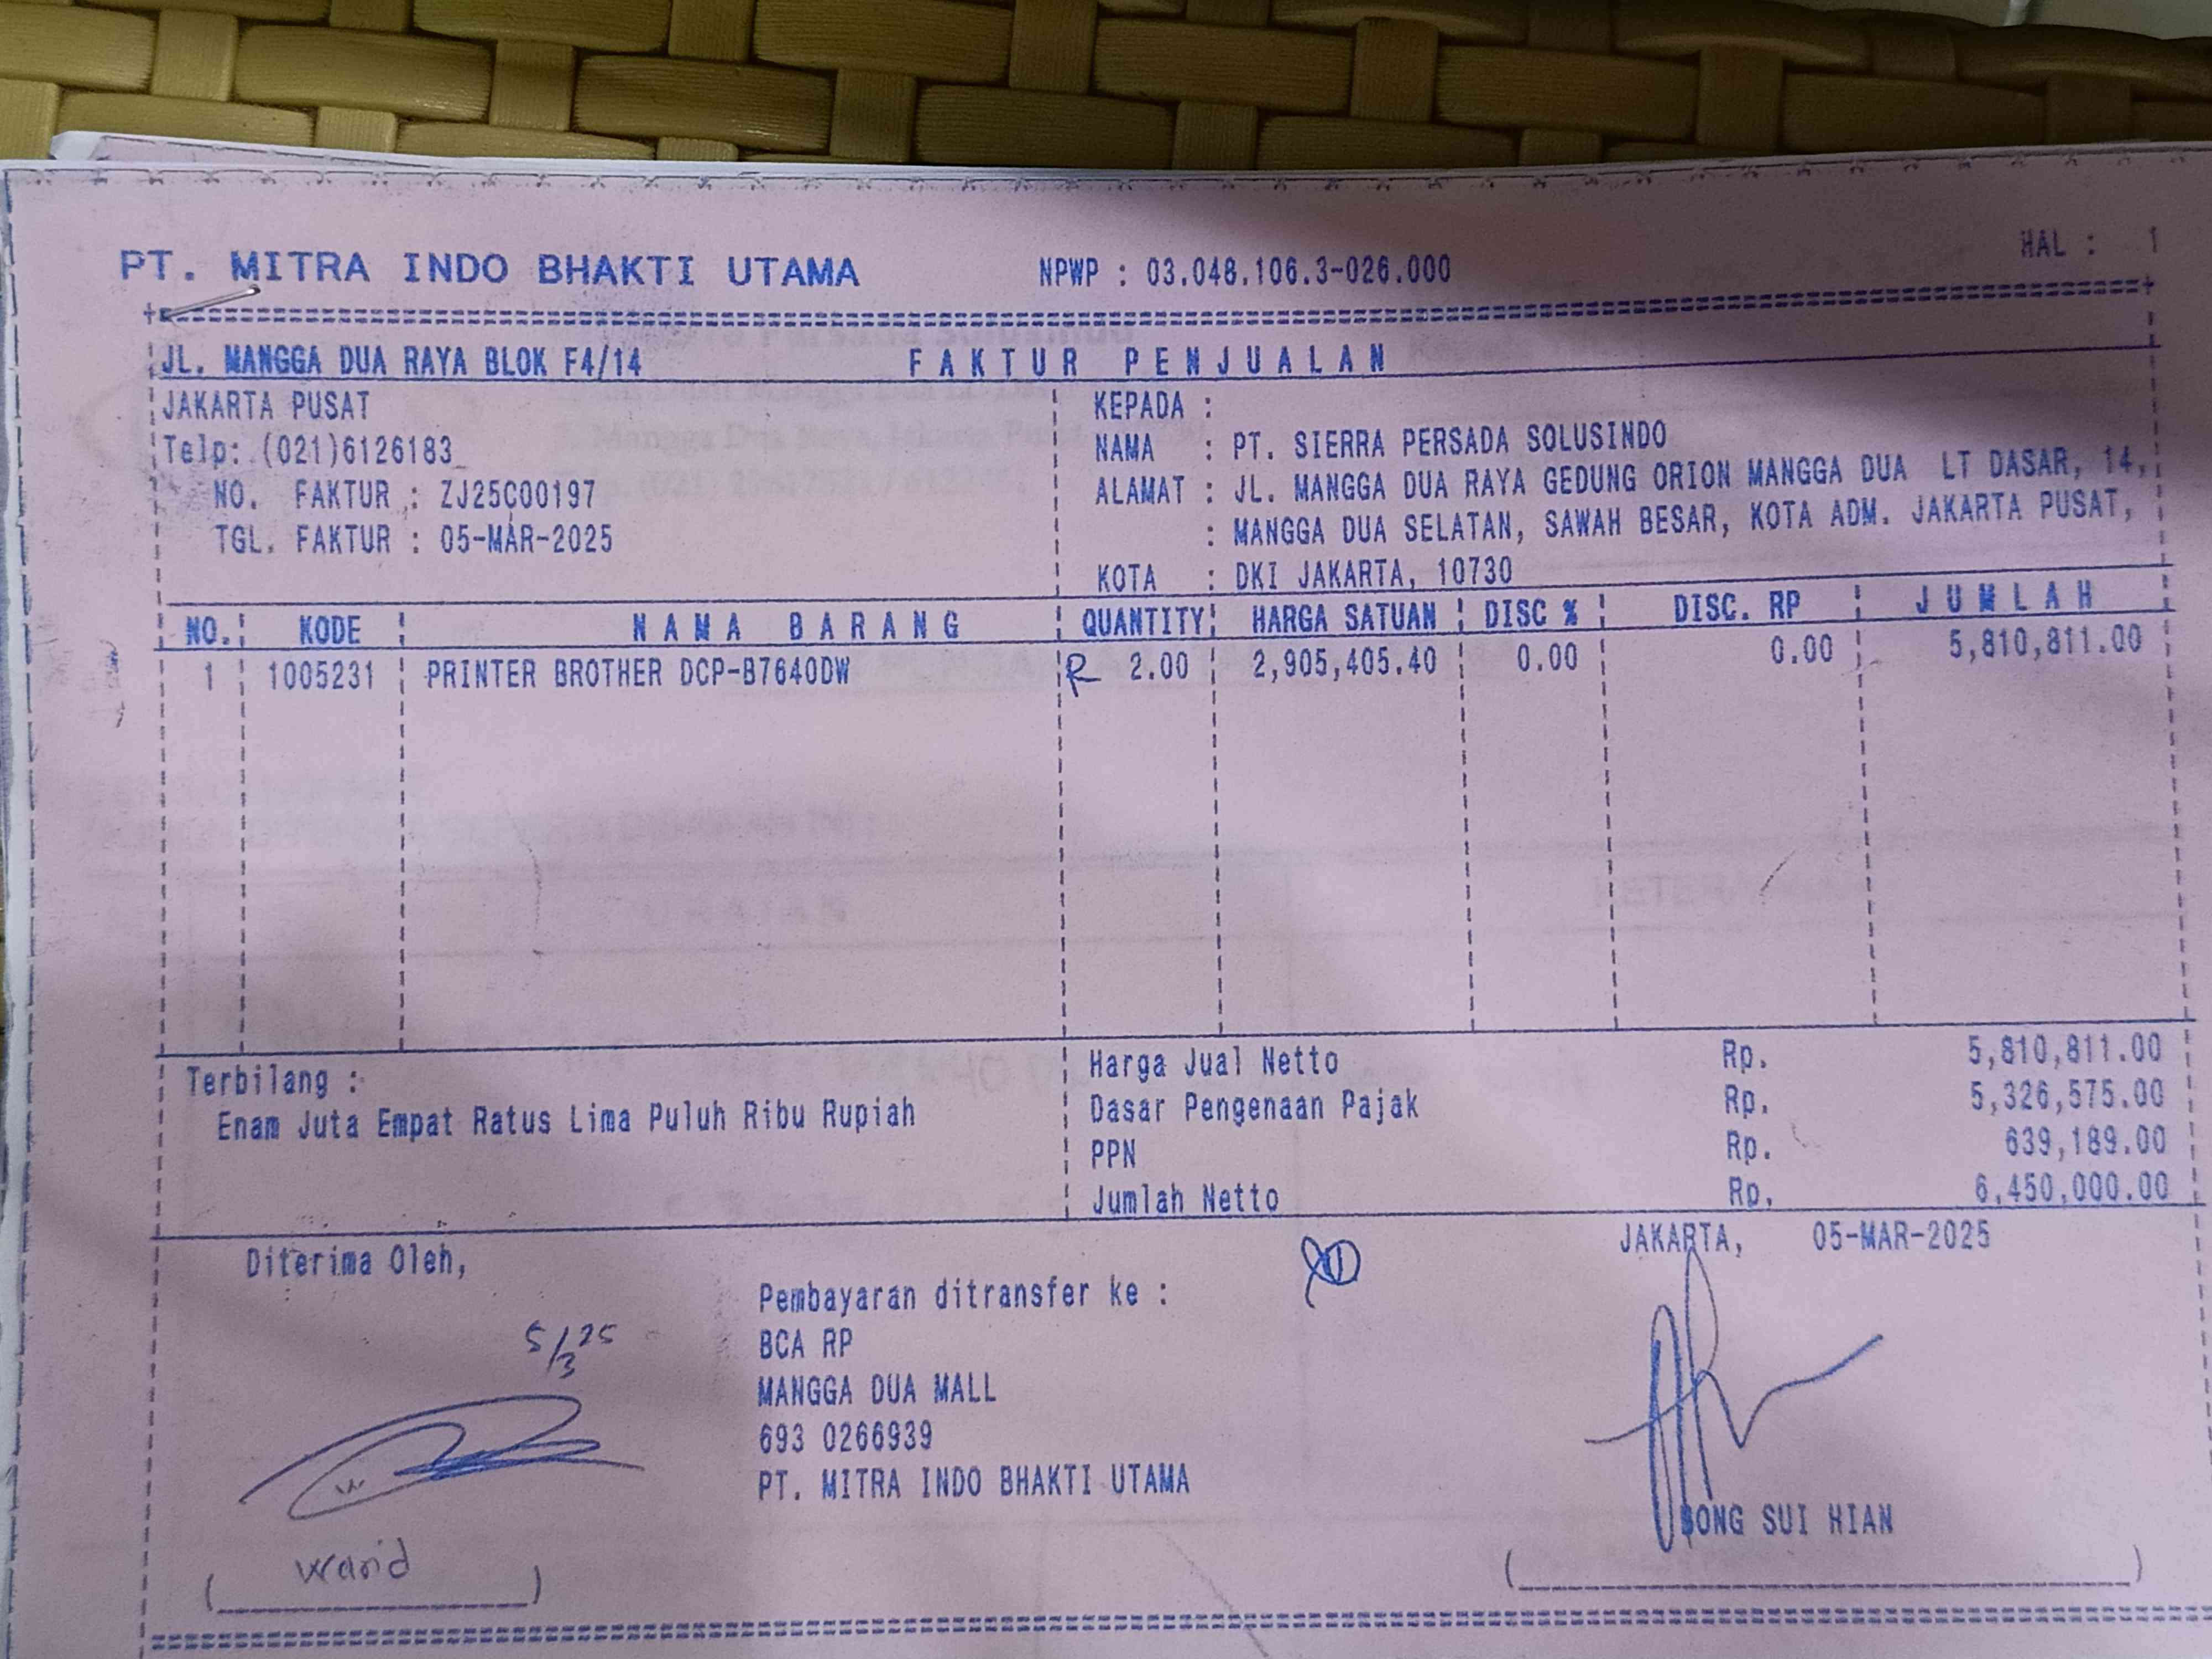 PT. MITRA INDO BHAKTI UTAMA NPWP : 03.048.106.3-026.000 HAL : 1
JL. MANGGA DUA RAYA BLOK F4/14 FAKTUR PENJUALAN
JAKARTA PUSAT
Telp: (021)6126183
NO. FAKTUR : ZJ25C00197
TGL. FAKTUR : 05-MAR-2025
KEPADA :
NAMA : PT. SIERRA PERSADA SOLUSINDO
ALAMAT : JL. MANGGA DUA RAYA GEDUNG ORION MANGGA DUA LT DASAR, 14,
: MANGGA DUA SELATAN, SAWAH BESAR, KOTA ADM. JAKARTA PUSAT,
KOTA : DKI JAKARTA, 10730
NO. KODE NAMA BARANG QUANTITY HARGA SATUAN DISC % DISC. RP JUMLAH
1 1005231 PRINTER BROTHER DCP-B7640DW R 2.00 2,905,405.40 0.00 0.00 5,810,811.00
Terbilang :
Enam Juta Empat Ratus Lima Puluh Ribu Rupiah
Harga Jual Netto Rp. 5,810,811.00
Dasar Pengenaan Pajak Rp. 5,326,575.00
PPN Rp. 639,189.00
Jumlah Netto Rp. 6,450,000.00
Diterima Oleh,
5/3 25
Warid
Pembayaran ditransfer ke :
BCA RP
MANGGA DUA MALL
693 0266939
PT. MITRA INDO BHAKTI UTAMA
JAKARTA, 05-MAR-2025
BONG SUI HIAN